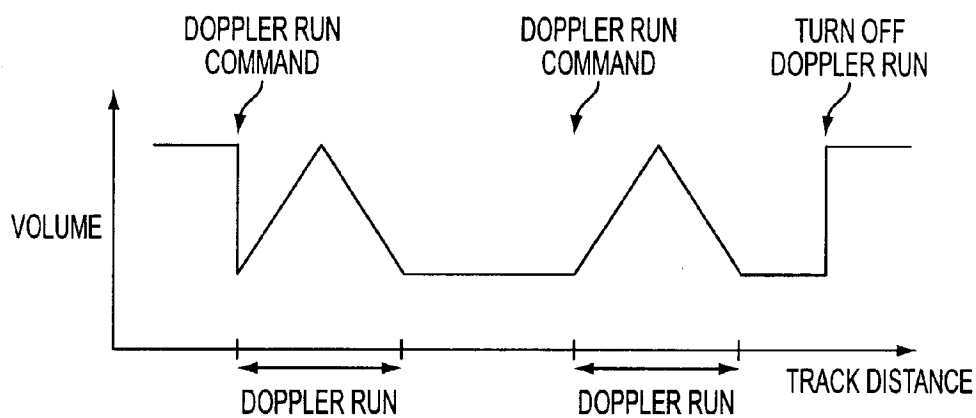 DOPPLER RUN
COMMAND
DOPPLER RUN
COMMAND
TURN OFF
DOPPLER RUN
VOLUME
DOPPLER RUN
DOPPLER RUN
TRACK DISTANCE